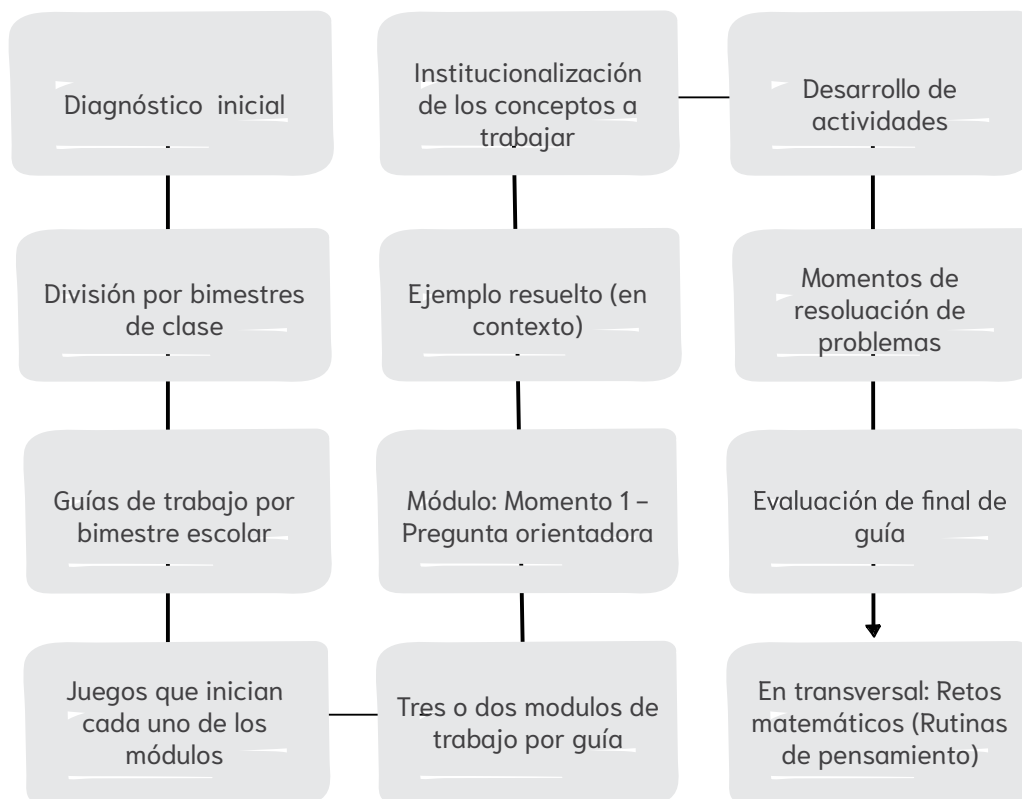 Diagnóstico inicial
División por bimestres
de clase
Guías de trabajo por
bimestre escolar
Juegos que inician
cada uno de los
módulos
Tres o dos modulos de
trabajo por guía
Módulo: Momento 1 –
Pregunta orientadora
Ejemplo resuelto (en
contexto)
Institucionalización
de los conceptos a
trabajar
Desarrollo de
actividades
Momentos de
resoluación de
problemas
Evaluación de final de
guía
En transversal: Retos
matemáticos (Rutinas
de pensamiento)